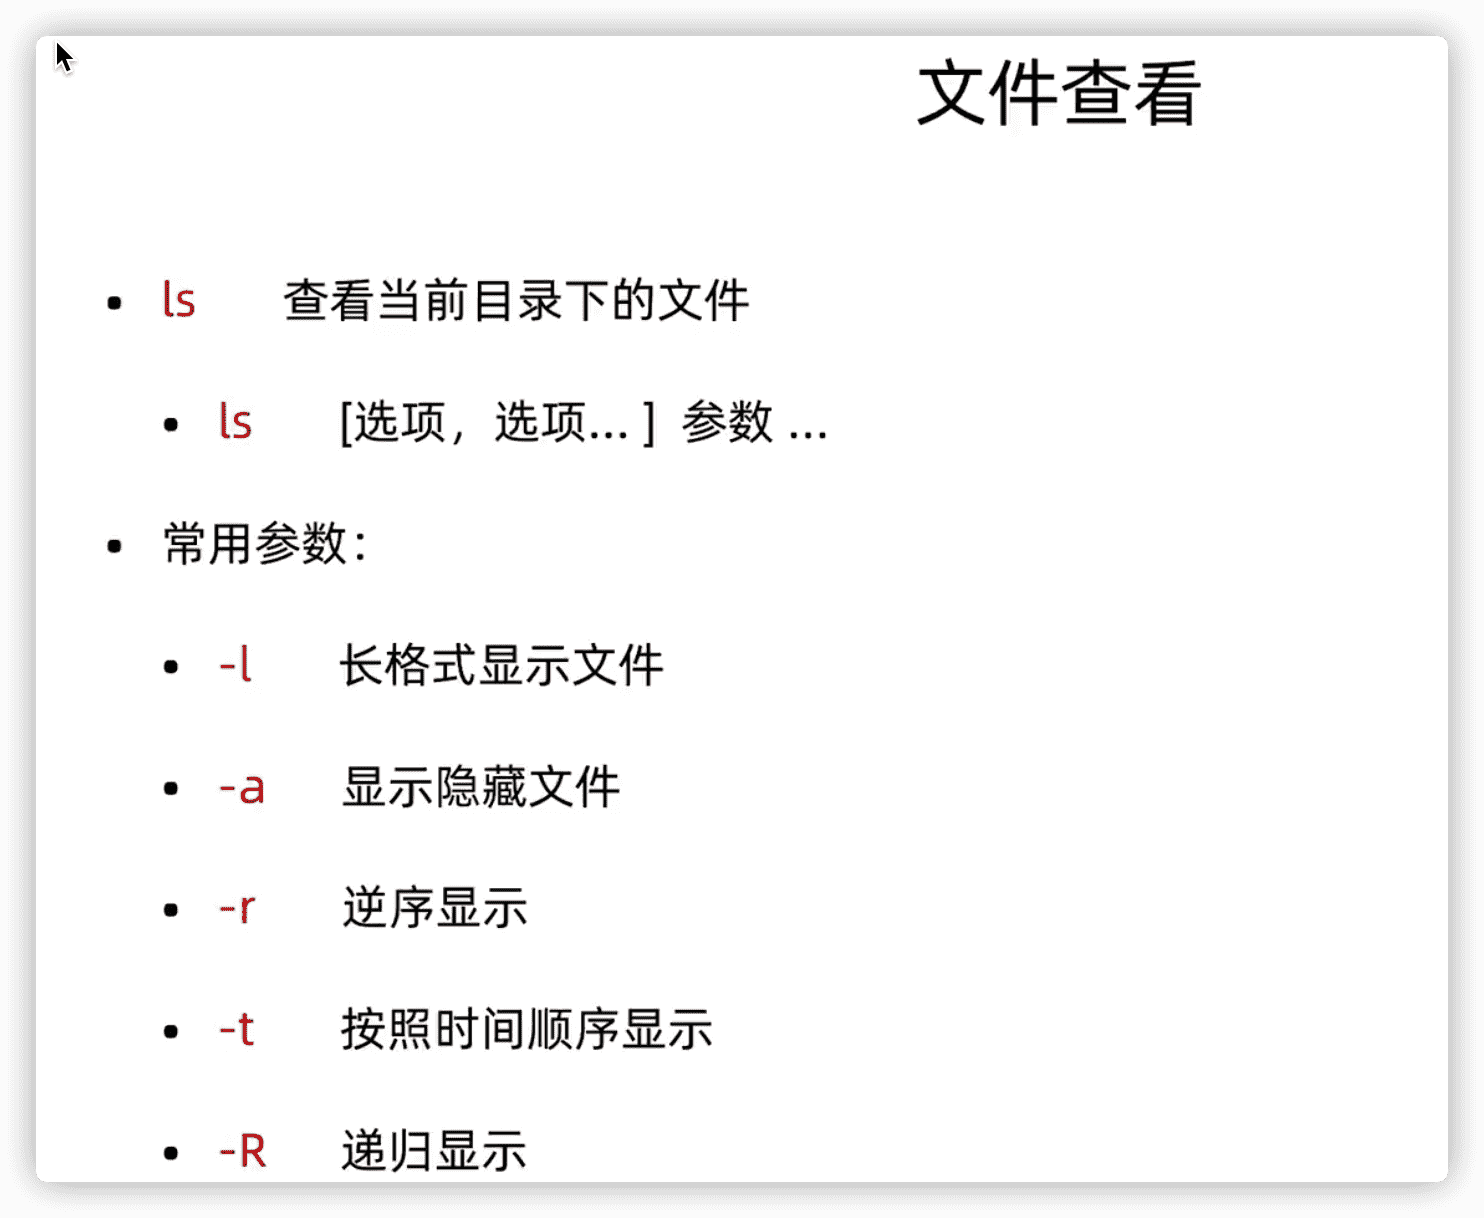 文件查看
• ls 查看当前目录下的文件
• ls [选项，选项... ] 参数 ...
• 常用参数：
• -l 长格式显示文件
• -a 显示隐藏文件
• -r 逆序显示
• -t 按照时间顺序显示
• -R 递归显示